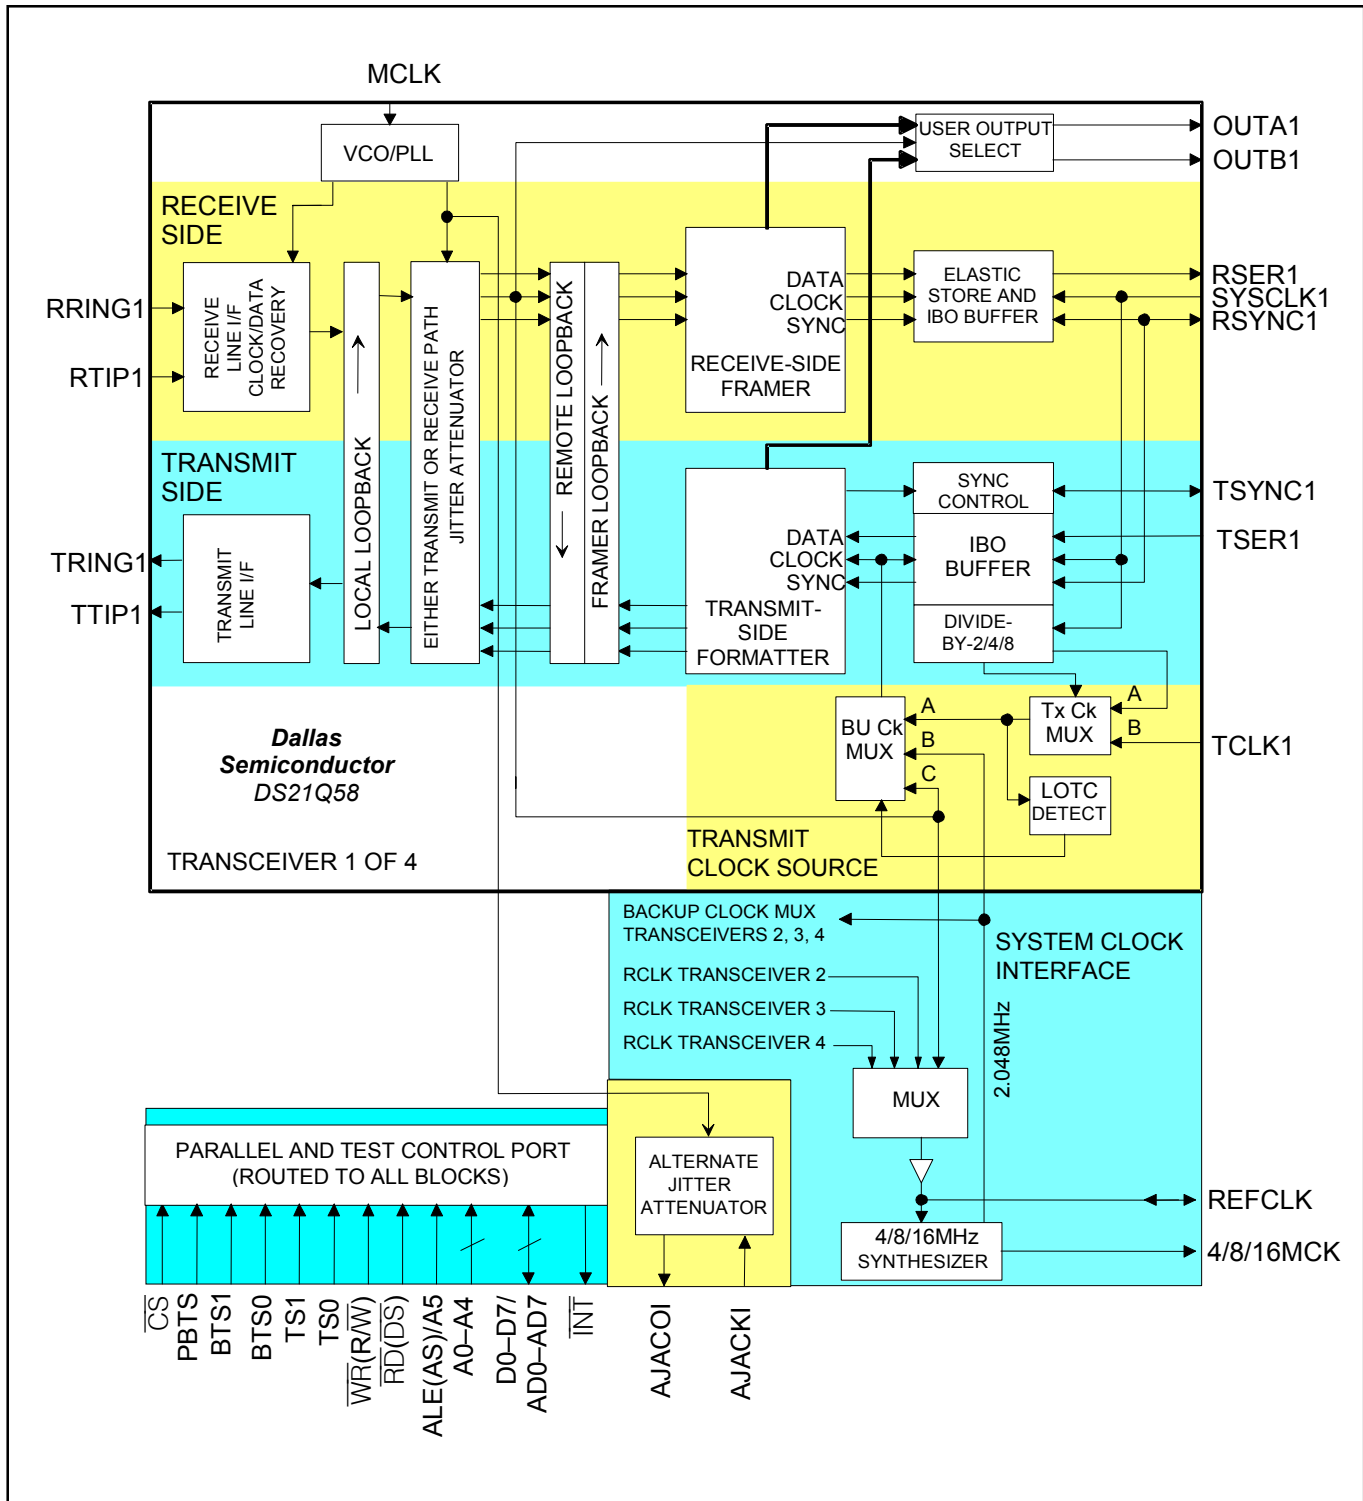 MCLK
VCO/PLL
USER OUTPUT
SELECT
OUTA1
OUTB1
RECEIVE
SIDE
RRING1
RTIP1
RECEIVE
LINE I/F
CLOCK/DATA
RECOVERY
LOCAL LOOPBACK
EITHER TRANSMIT OR RECEIVE PATH
JITTER ATTENUATOR
REMOTE LOOPBACK
FRAMER LOOPBACK
DATA
CLOCK
SYNC
RECEIVE-SIDE
FRAMER
ELASTIC
STORE AND
IBO BUFFER
RSER1
SYSCLK1
RSYNC1
TRANSMIT
SIDE
TRING1
TTIP1
TRANSMIT
LINE I/F
DATA
CLOCK
SYNC
TRANSMIT-
SIDE
FORMATTER
SYNC
CONTROL
IBO
BUFFER
DIVIDE-
BY-2/4/8
TSYNC1
TSER1
Dallas
Semiconductor
DS21Q58
TRANSCEIVER 1 OF 4
BU Ck
MUX
A
B
C
Tx Ck
MUX
A
B
TCLK1
LOTC
DETECT
TRANSMIT
CLOCK SOURCE
BACKUP CLOCK MUX
TRANSCEIVERS 2, 3, 4
SYSTEM CLOCK
INTERFACE
RCLK TRANSCEIVER 2
RCLK TRANSCEIVER 3
RCLK TRANSCEIVER 4
2.048MHz
MUX
REFCLK
4/8/16MHz
SYNTHESIZER
4/8/16MCK
PARALLEL AND TEST CONTROL PORT
(ROUTED TO ALL BLOCKS)
ALTERNATE
JITTER
ATTENUATOR
CS
PBTS
BTS1
BTS0
TS1
TS0
WR(R/W)
RD(DS)
ALE(AS)/A5
A0–A4
D0–D7/
AD0–AD7
INT
AJACOI
AJACKI